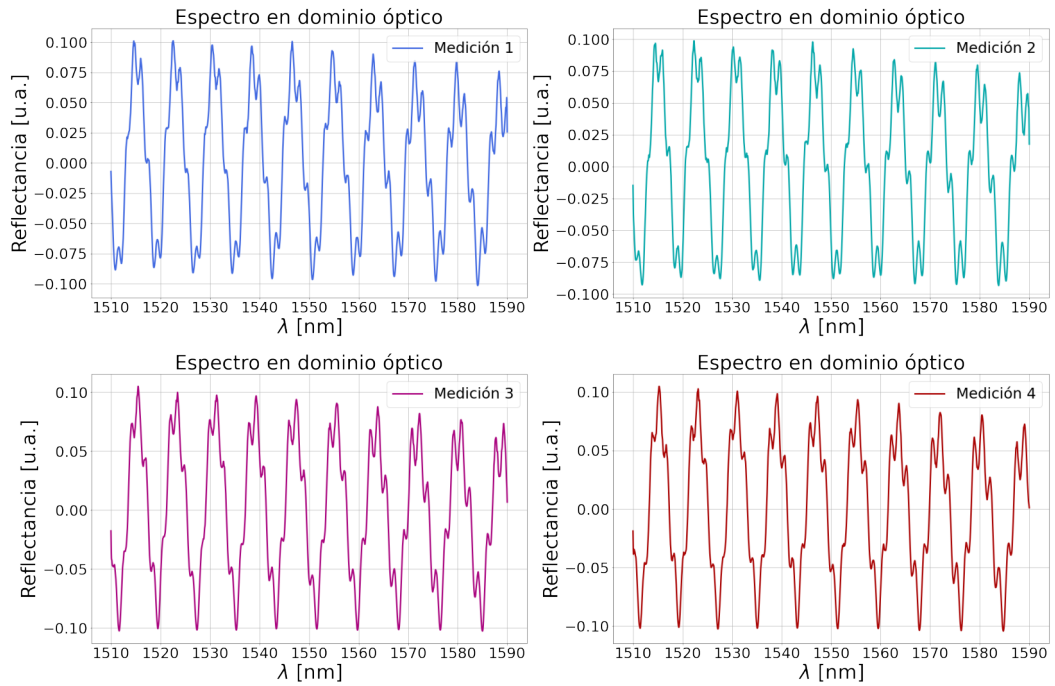 Espectro en dominio óptico
Medición 1
Reflectancia [u.a.]
0.100
0.075
0.050
0.025
0.000
−0.025
−0.050
−0.075
−0.100
1510 1520 1530 1540 1550 1560 1570 1580 1590
λ [nm]
Espectro en dominio óptico
Medición 2
Reflectancia [u.a.]
0.100
0.075
0.050
0.025
0.000
−0.025
−0.050
−0.075
−0.100
1510 1520 1530 1540 1550 1560 1570 1580 1590
λ [nm]
Espectro en dominio óptico
Medición 3
Reflectancia [u.a.]
0.10
0.05
0.00
−0.05
−0.10
1510 1520 1530 1540 1550 1560 1570 1580 1590
λ [nm]
Espectro en dominio óptico
Medición 4
Reflectancia [u.a.]
0.10
0.05
0.00
−0.05
−0.10
1510 1520 1530 1540 1550 1560 1570 1580 1590
λ [nm]